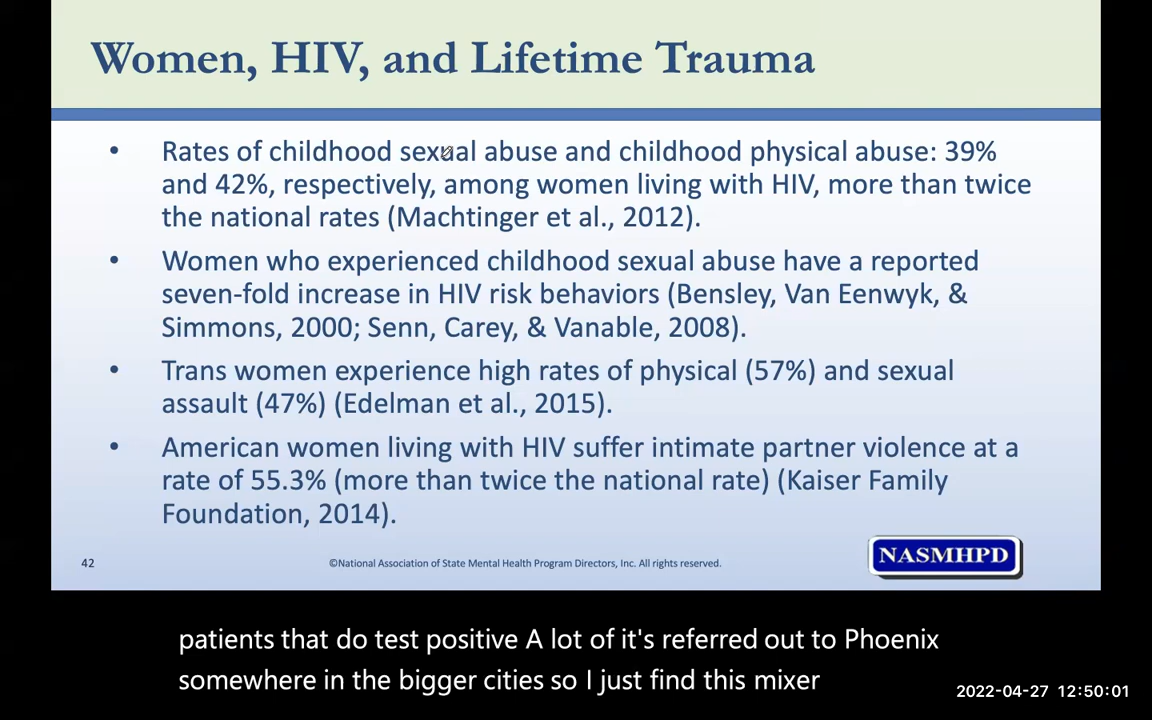 Women, HIV, and Lifetime Trauma
• Rates of childhood sexual abuse and childhood physical abuse: 39%
and 42%, respectively, among women living with HIV, more than twice
the national rates (Machtinger et al., 2012).
• Women who experienced childhood sexual abuse have a reported
seven-fold increase in HIV risk behaviors (Bensley, Van Eenwyk, &
Simmons, 2000; Senn, Carey, & Vanable, 2008).
• Trans women experience high rates of physical (57%) and sexual
assault (47%) (Edelman et al., 2015).
• American women living with HIV suffer intimate partner violence at a
rate of 55.3% (more than twice the national rate) (Kaiser Family
Foundation, 2014).
42
©National Association of State Mental Health Program Directors, Inc. All rights reserved.
NASMHPD
patients that do test positive A lot of it's referred out to Phoenix
somewhere in the bigger cities so I just find this mixer
2022-04-27 12:50:01